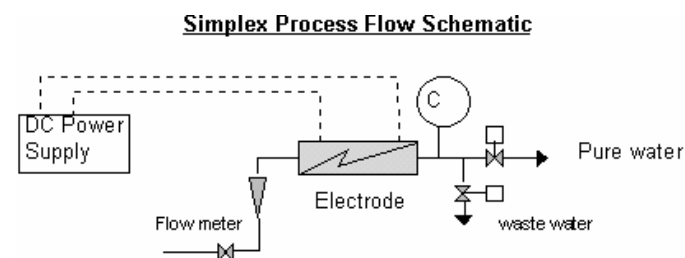 Simplex Process Flow Schematic
C
DC Power
Supply
Pure water
Electrode
Flow meter
waste water